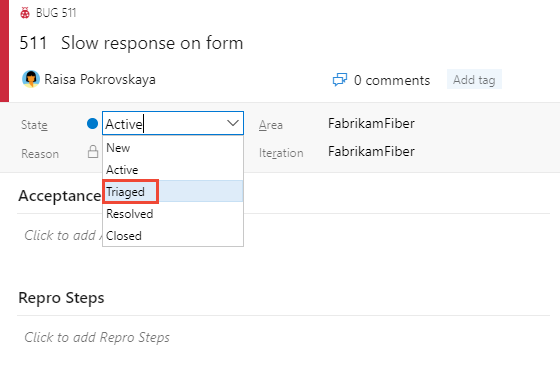 BUG 511
511 Slow response on form
Raisa Pokrovskaya 0 comments Add tag
State Active Area FabrikamFiber
Reason New Iteration FabrikamFiber
Active
Triaged
Resolved
Closed
Acceptance
Click to add
Repro Steps
Click to add Repro Steps